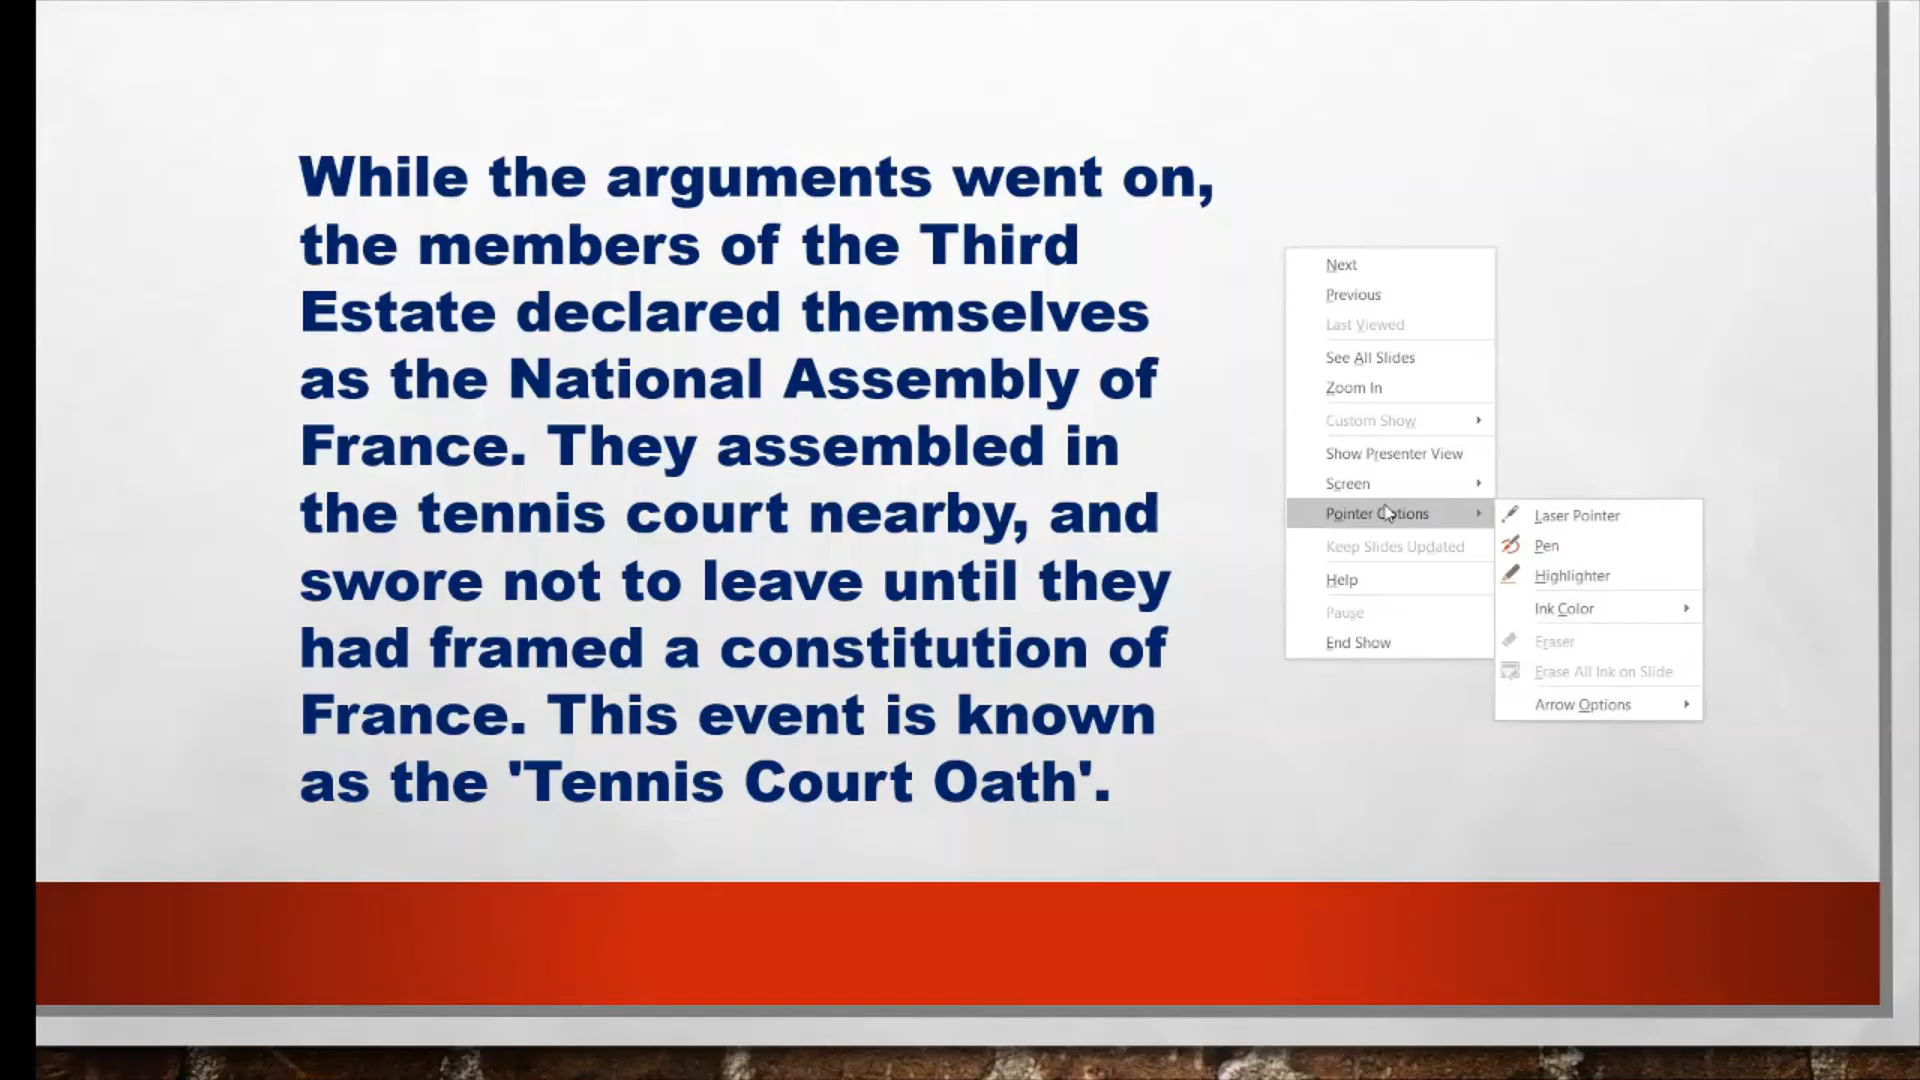 While the arguments went on,
the members of the Third
Estate declared themselves
as the National Assembly of
France. They assembled in
the tennis court nearby, and
swore not to leave until they
had framed a constitution of
France. This event is known
as the 'Tennis Court Oath'.
Next
Previous
Last Viewed
See All Slides
Zoom In
Custom Show
Show Presenter View
Screen
Pointer Options
Keep Slides Updated
Help
Pause
End Show
Laser Pointer
Pen
Highlighter
Ink Color
Eraser
Erase All Ink on Slide
Arrow Options